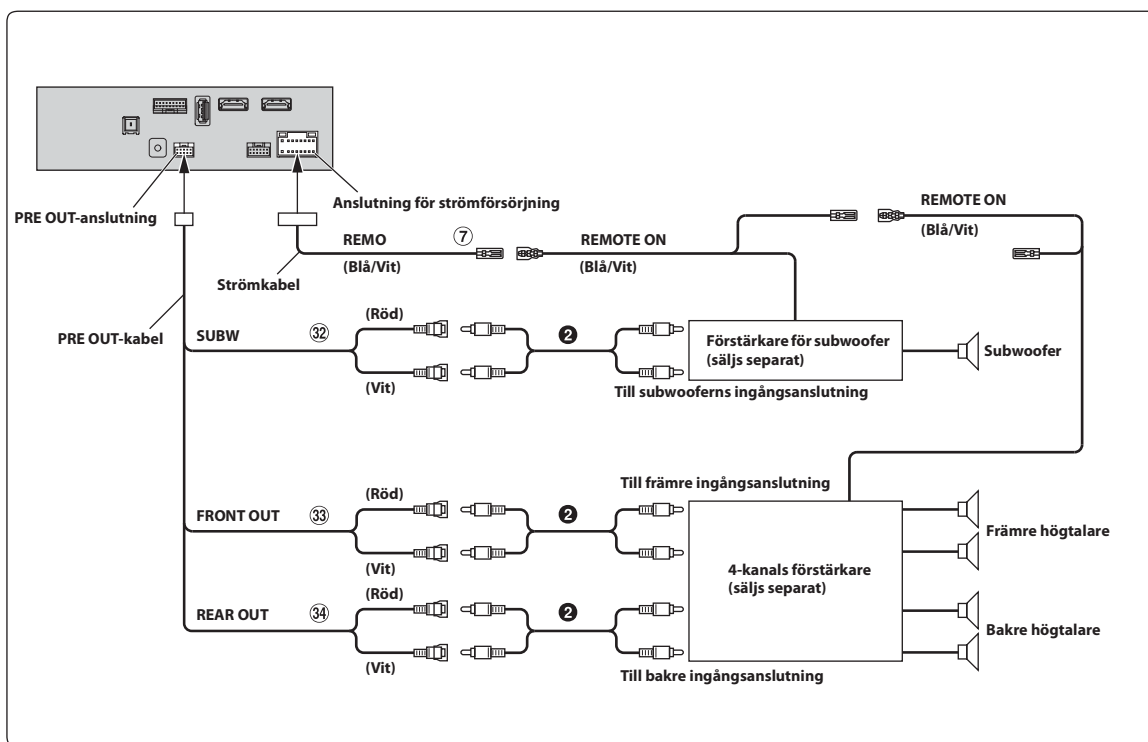 PRE OUT-anslutning
Anslutning för strömförsörjning
REMOTE ON
(Blå/Vit)
REMO ⑦
(Blå/Vit)
REMOTE ON
(Blå/Vit)
Strömkabel
PRE OUT-kabel
SUBW ㉜
(Röd)
(Vit)
❷
Förstärkare för subwoofer
(säljs separat)
Subwoofer
Till subwooferns ingångsanslutning
Till främre ingångsanslutning
FRONT OUT ㉝
(Röd)
(Vit)
❷
Främre högtalare
4-kanals förstärkare
(säljs separat)
REAR OUT ㉞
(Röd)
(Vit)
❷
Bakre högtalare
Till bakre ingångsanslutning